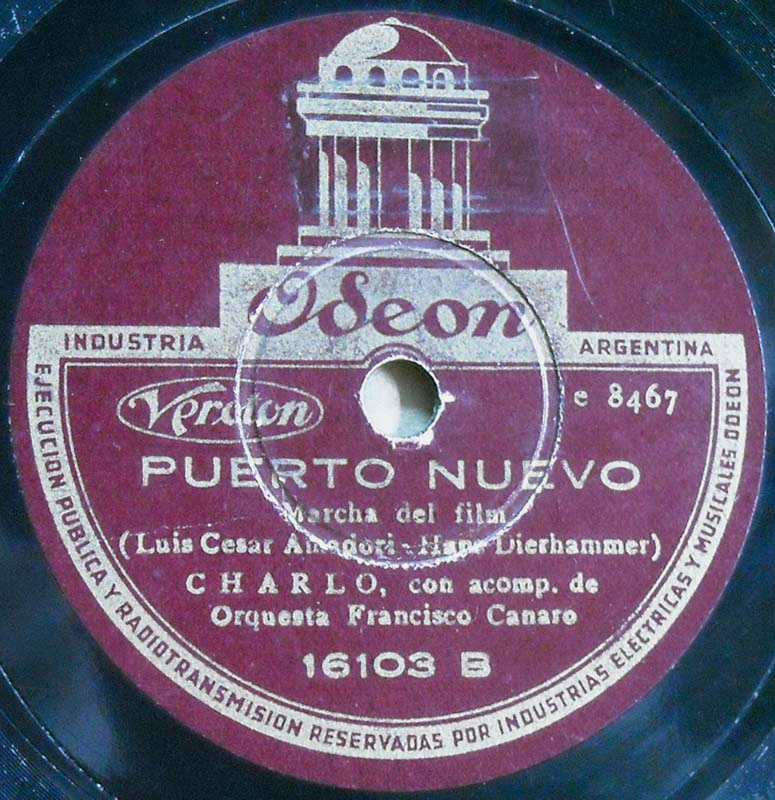 Odeon
INDUSTRIA ARGENTINA
Veroton
e 8467
PUERTO NUEVO
Marcha del film
(Luis Cesar Amadori - Hans Dierhammer)
CHARLO, con acomp. de
Orquesta Francisco Canaro
16103 B
EJECUCION PUBLICA Y RADIOTRANSMISION RESERVADAS POR INDUSTRIAS ELECTRICAS Y MUSICALES ODEON